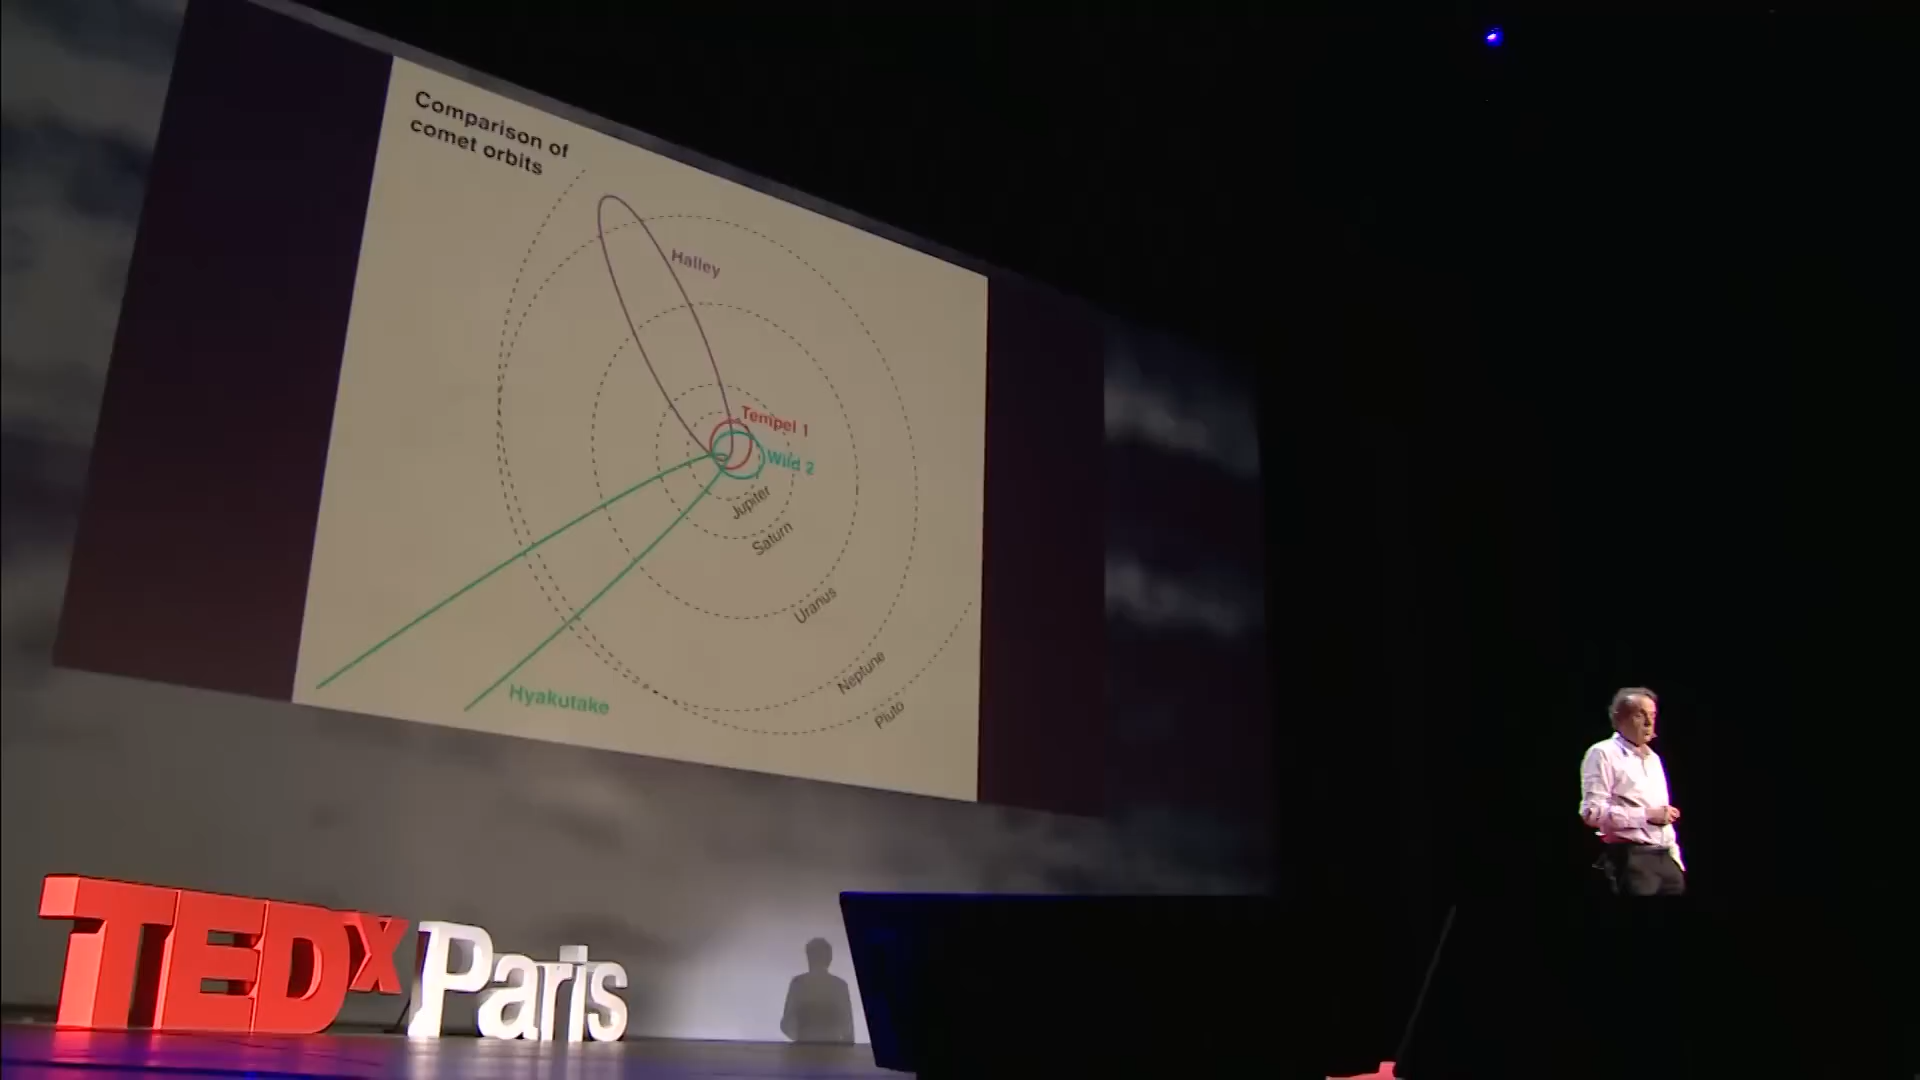 Comparison of
comet orbits
Halley
Tempel 1
Wild 2
Jupiter
Saturn
Uranus
Neptune
Pluto
Hyakutake
TEDx Paris